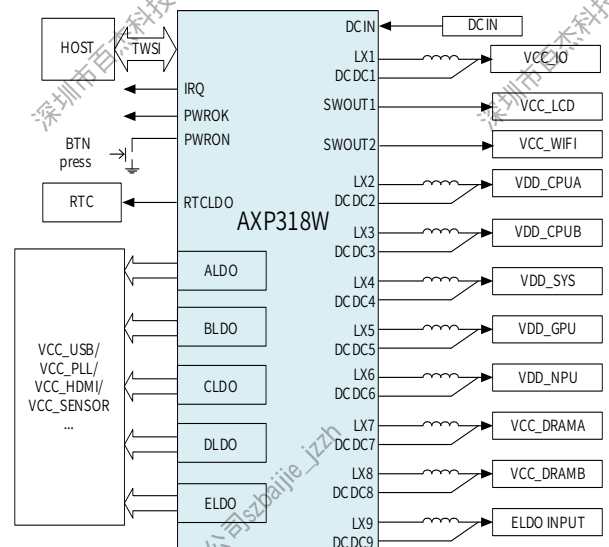 HOST
TWSI
IRQ
PWROK
PWRON
BTN
press
RTC
RTCLDO
AXP318W
ALDO
BLDO
CLDO
DLDO
ELDO
VCC_USB/
VCC_PLL/
VCC_HDMI/
VCC_SENSOR
...
DCIN
DCIN
LX1
DCDC1
VCC_IO
SWOUT1
VCC_LCD
SWOUT2
VCC_WIFI
LX2
DCDC2
VDD_CPUA
LX3
DCDC3
VDD_CPUB
LX4
DCDC4
VDD_SYS
LX5
DCDC5
VDD_GPU
LX6
DCDC6
VDD_NPU
LX7
DCDC7
VCC_DRAMA
LX8
DCDC8
VCC_DRAMB
LX9
DCDC9
ELDO INPUT
深圳市百杰科技
深圳市百杰科技
公司szbaijie_jzzh